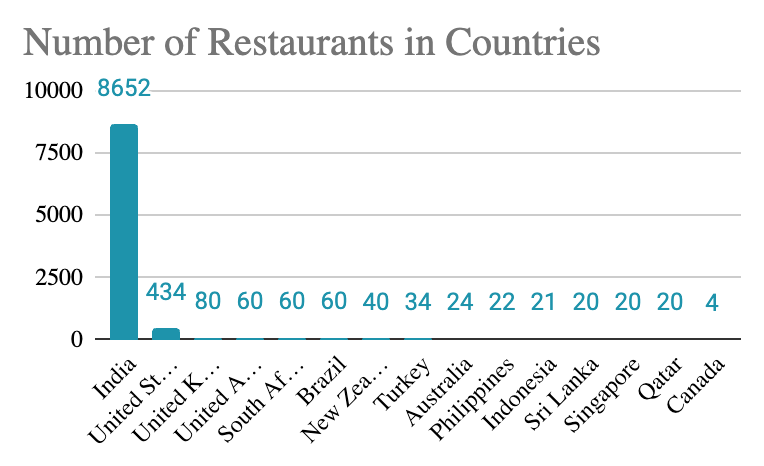 Number of Restaurants in Countries
10000
7500
5000
2500
0
8652
434
80
60
60
60
40
34
24
22
21
20
20
20
4
India
United St...
United K...
United A...
South Af...
Brazil
New Zea...
Turkey
Australia
Philippines
Indonesia
Sri Lanka
Singapore
Qatar
Canada